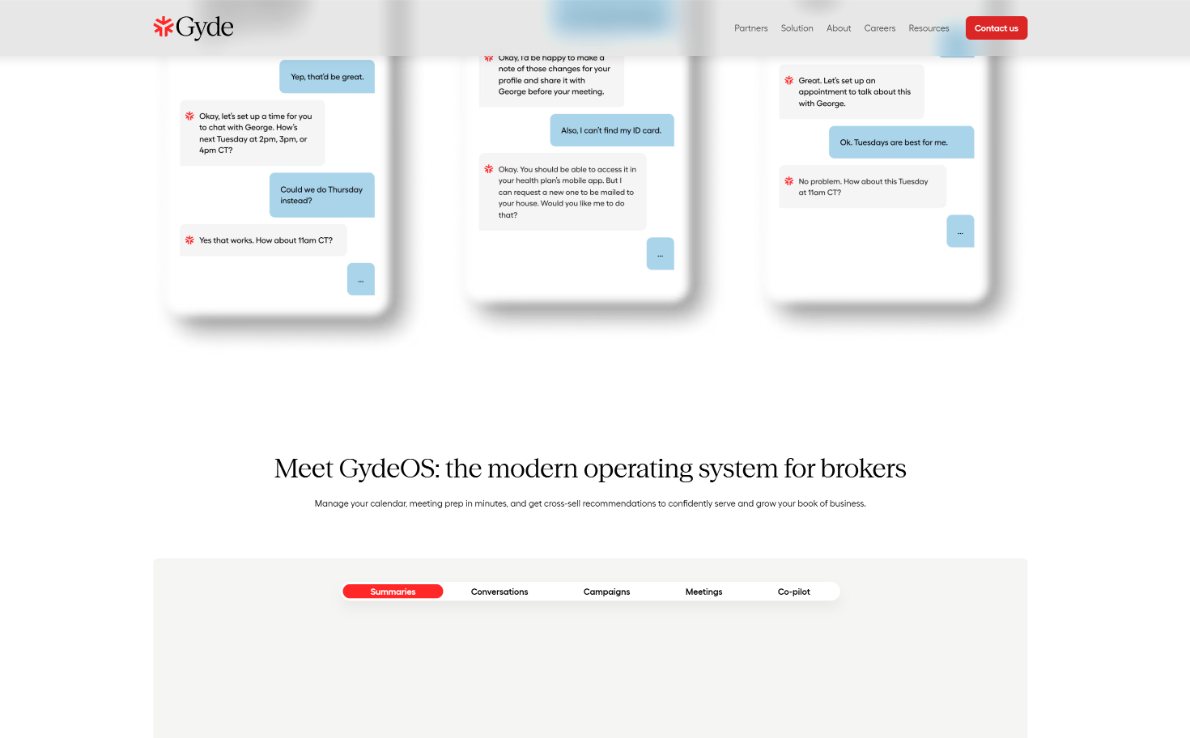 Gyde
Partners
Solution
About
Careers
Resources
Contact us
Yep, that'd be great.
Okay, let's set up a time for you
to chat with George. How's
next Tuesday at 2pm, 3pm, or
4pm CT?
Could we do Thursday
instead?
Yes that works. How about 11am CT?
...
Okay, I'd be happy to make a
note of those changes for your
profile and share it with
George before your meeting.
Also, I can't find my ID card.
Okay. You should be able to access it in
your health plan's mobile app. But I
can request a new one to be mailed to
your house. Would you like me to do
that?
...
Great. Let's set up an
appointment to talk about this
with George.
Ok. Tuesdays are best for me.
No problem. How about this Tuesday
at 11am CT?
...
Meet GydeOS: the modern operating system for brokers
Manage your calendar, meeting prep in minutes, and get cross-sell recommendations to confidently serve and grow your book of business.
Summaries
Conversations
Campaigns
Meetings
Co-pilot